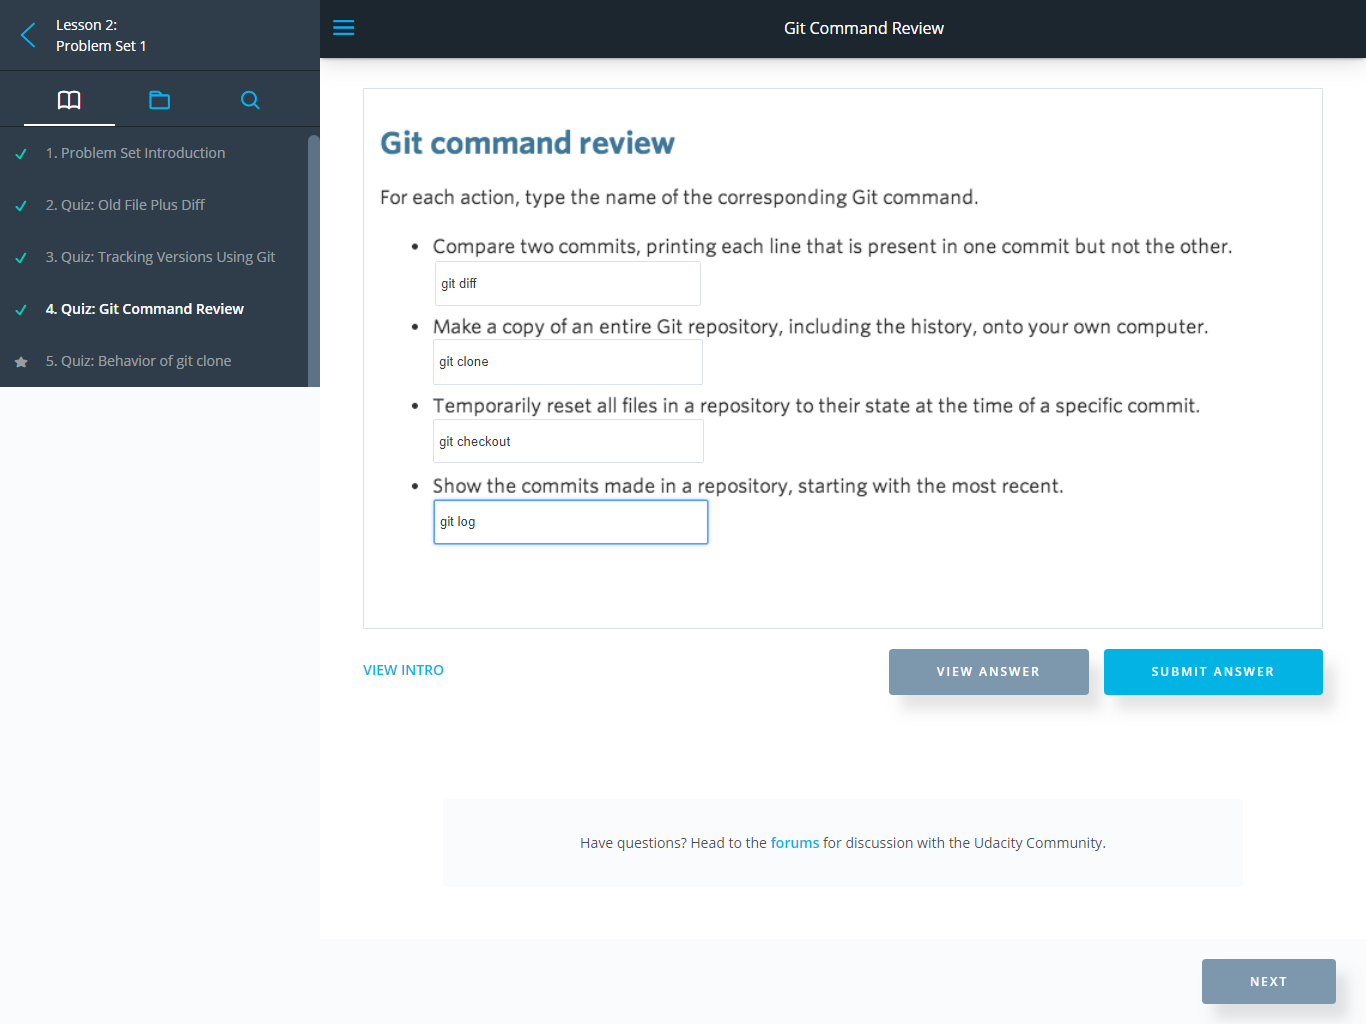 Lesson 2:
Problem Set 1
1. Problem Set Introduction
2. Quiz: Old File Plus Diff
3. Quiz: Tracking Versions Using Git
4. Quiz: Git Command Review
5. Quiz: Behavior of git clone
Git Command Review
Git command review
For each action, type the name of the corresponding Git command.
• Compare two commits, printing each line that is present in one commit but not the other.
git diff
• Make a copy of an entire Git repository, including the history, onto your own computer.
git clone
• Temporarily reset all files in a repository to their state at the time of a specific commit.
git checkout
• Show the commits made in a repository, starting with the most recent.
git log
VIEW INTRO
VIEW ANSWER
SUBMIT ANSWER
Have questions? Head to the forums for discussion with the Udacity Community.
NEXT